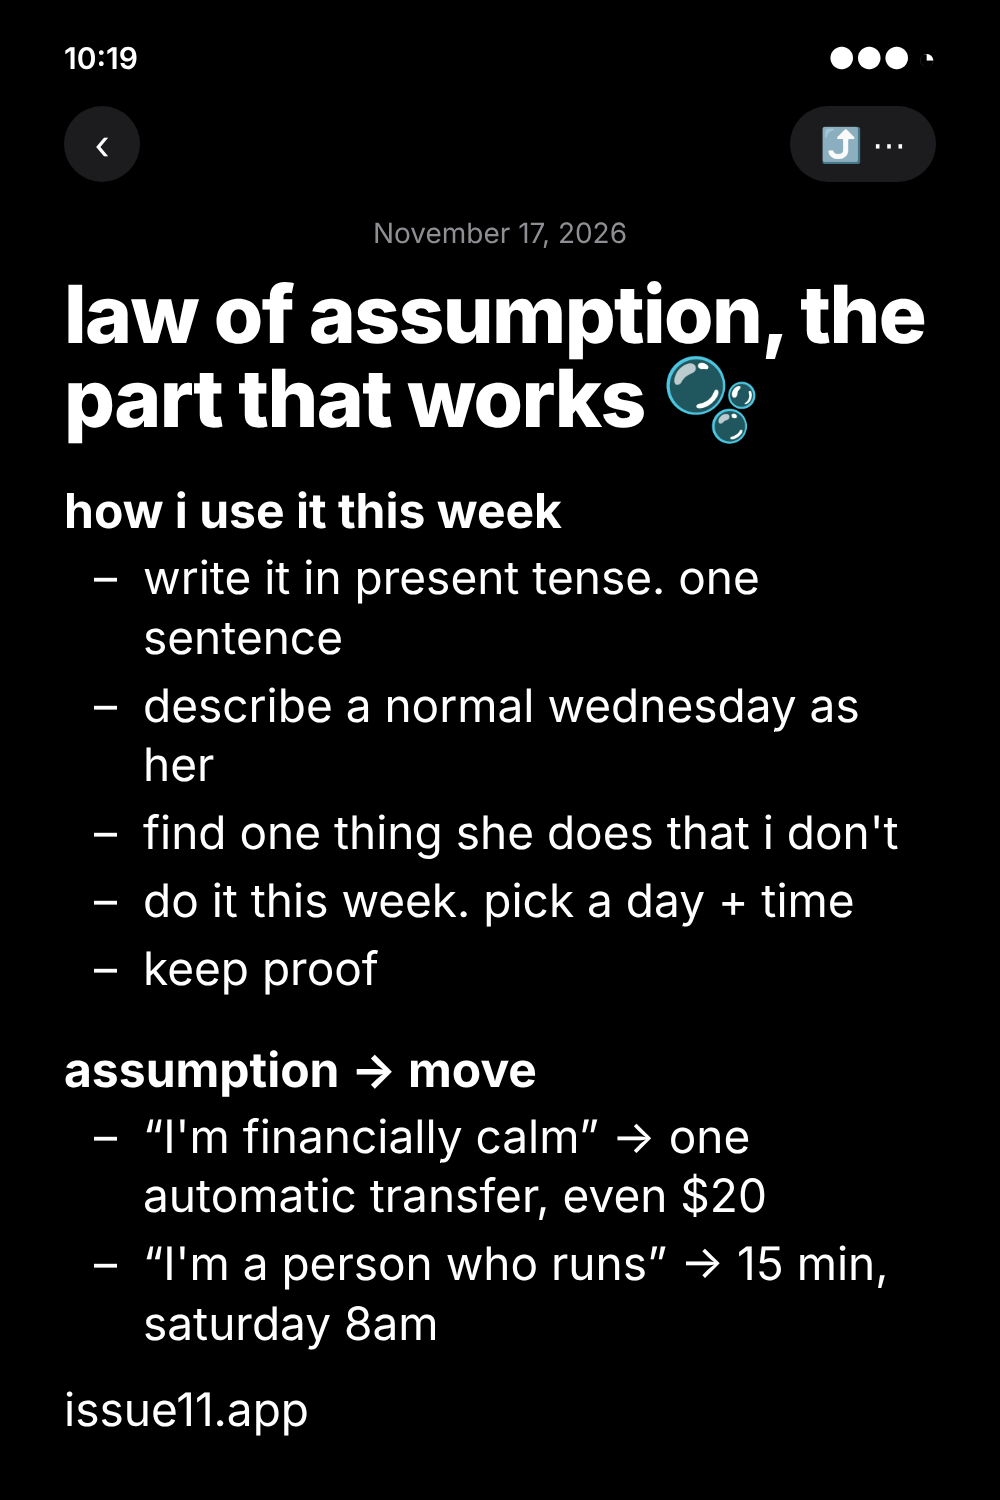 10:19
‹
⤴️ ...
November 17, 2026
law of assumption, the
part that works 🫧
how i use it this week
– write it in present tense. one
sentence
– describe a normal wednesday as
her
– find one thing she does that i don't
– do it this week. pick a day + time
– keep proof
assumption → move
– “I'm financially calm” → one
automatic transfer, even $20
– “I'm a person who runs” → 15 min,
saturday 8am
issue11.app